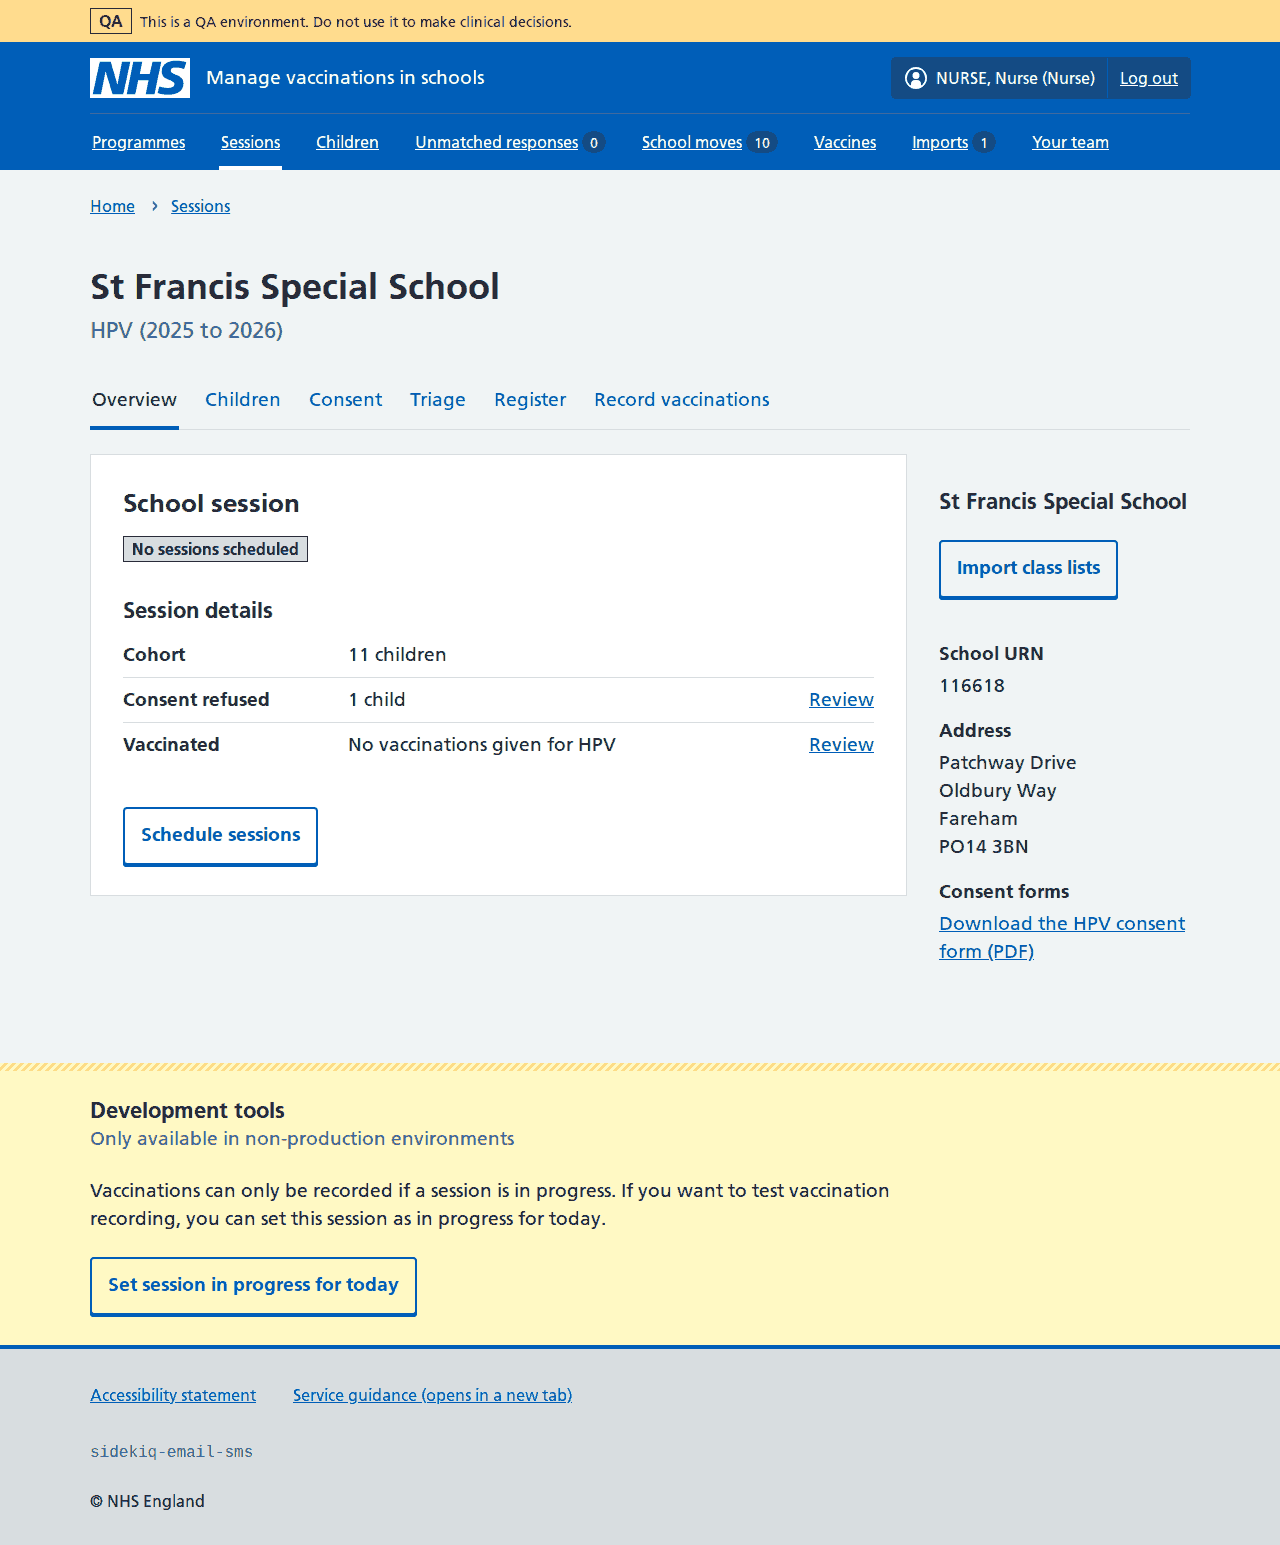 QA This is a QA environment. Do not use it to make clinical decisions.
NHS Manage vaccinations in schools
NURSE, Nurse (Nurse) Log out
Programmes Sessions Children Unmatched responses 0 School moves 10 Vaccines Imports 1 Your team
Home › Sessions
St Francis Special School
HPV (2025 to 2026)
Overview Children Consent Triage Register Record vaccinations
School session
No sessions scheduled
Session details
Cohort 11 children
Consent refused 1 child Review
Vaccinated No vaccinations given for HPV Review
Schedule sessions
St Francis Special School
Import class lists
School URN
116618
Address
Patchway Drive
Oldbury Way
Fareham
PO14 3BN
Consent forms
Download the HPV consent
form (PDF)
Development tools
Only available in non-production environments
Vaccinations can only be recorded if a session is in progress. If you want to test vaccination
recording, you can set this session as in progress for today.
Set session in progress for today
Accessibility statement Service guidance (opens in a new tab)
sidekiq-email-sms
© NHS England